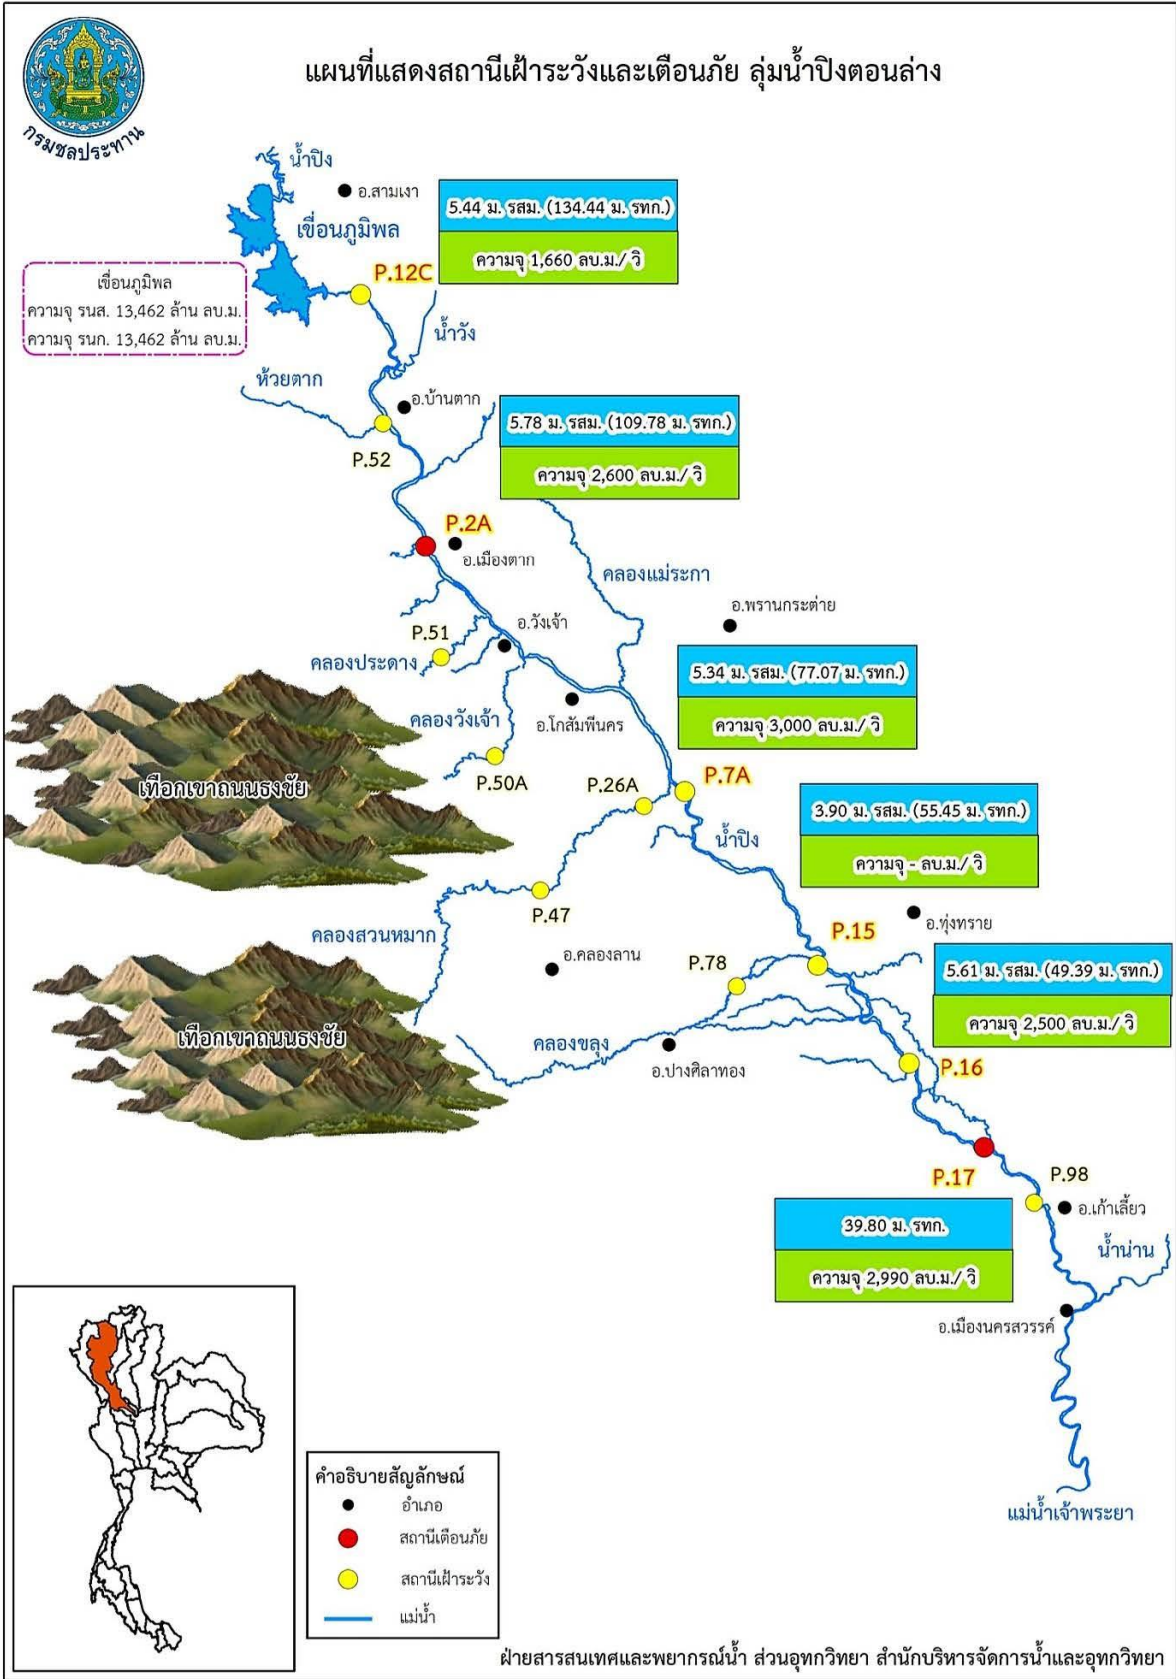 แผนที่แสดงสถานีเฝ้าระวังและเตือนภัย ลุ่มน้ำปิงตอนล่าง
กรมชลประทาน
น้ำปิง
อ.สามเงา
5.44 ม. รสม. (134.44 ม. รทก.)
ความจุ 1,660 ลบ.ม./ วิ
เขื่อนภูมิพล
P.12C
เขื่อนภูมิพล
ความจุ รนส. 13,462 ล้าน ลบ.ม.
ความจุ รนก. 13,462 ล้าน ลบ.ม.
น้ำวัง
ห้วยตาก
อ.บ้านตาก
5.78 ม. รสม. (109.78 ม. รทก.)
ความจุ 2,600 ลบ.ม./ วิ
P.52
P.2A
อ.เมืองตาก
คลองแม่ระกา
อ.พรานกระต่าย
อ.วังเจ้า
P.51
คลองประดาง
5.34 ม. รสม. (77.07 ม. รทก.)
ความจุ 3,000 ลบ.ม./ วิ
คลองวังเจ้า
อ.โกสัมพีนคร
P.50A
P.26A
P.7A
เทือกเขาถนนธงชัย
3.90 ม. รสม. (55.45 ม. รทก.)
ความจุ - ลบ.ม./ วิ
น้ำปิง
P.47
คลองสวนหมาก
อ.ทุ่งทราย
P.15
อ.คลองลาน
P.78
5.61 ม. รสม. (49.39 ม. รทก.)
ความจุ 2,500 ลบ.ม./ วิ
เทือกเขาถนนธงชัย
คลองขลุง
อ.ปางศิลาทอง
P.16
P.17
P.98
อ.เก้าเลี้ยว
39.80 ม. รทก.
ความจุ 2,990 ลบ.ม./ วิ
น้ำน่าน
อ.เมืองนครสวรรค์
แม่น้ำเจ้าพระยา
คำอธิบายสัญลักษณ์
อำเภอ
สถานีเตือนภัย
สถานีเฝ้าระวัง
แม่น้ำ
ฝ่ายสารสนเทศและพยากรณ์น้ำ ส่วนอุทกวิทยา สำนักบริหารจัดการน้ำและอุทกวิทยา